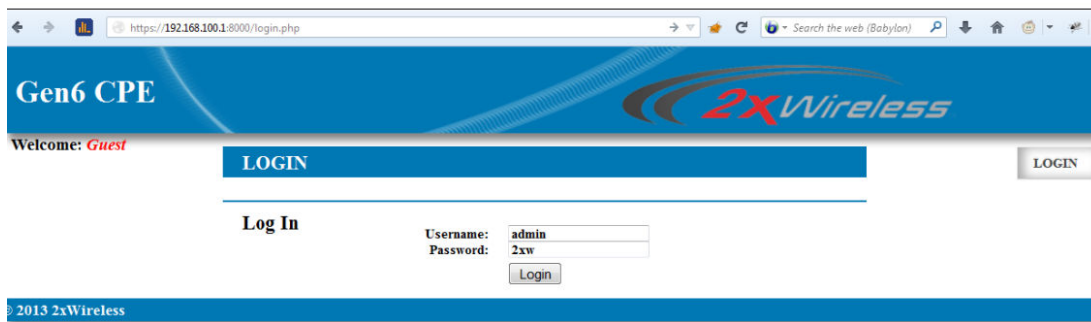 https://192.168.100.1:8000/login.php
Search the web (Babylon)
Gen6 CPE
2xWireless
Welcome: Guest
LOGIN
LOGIN
Log In
Username: admin
Password: 2xw
Login
© 2013 2xWireless